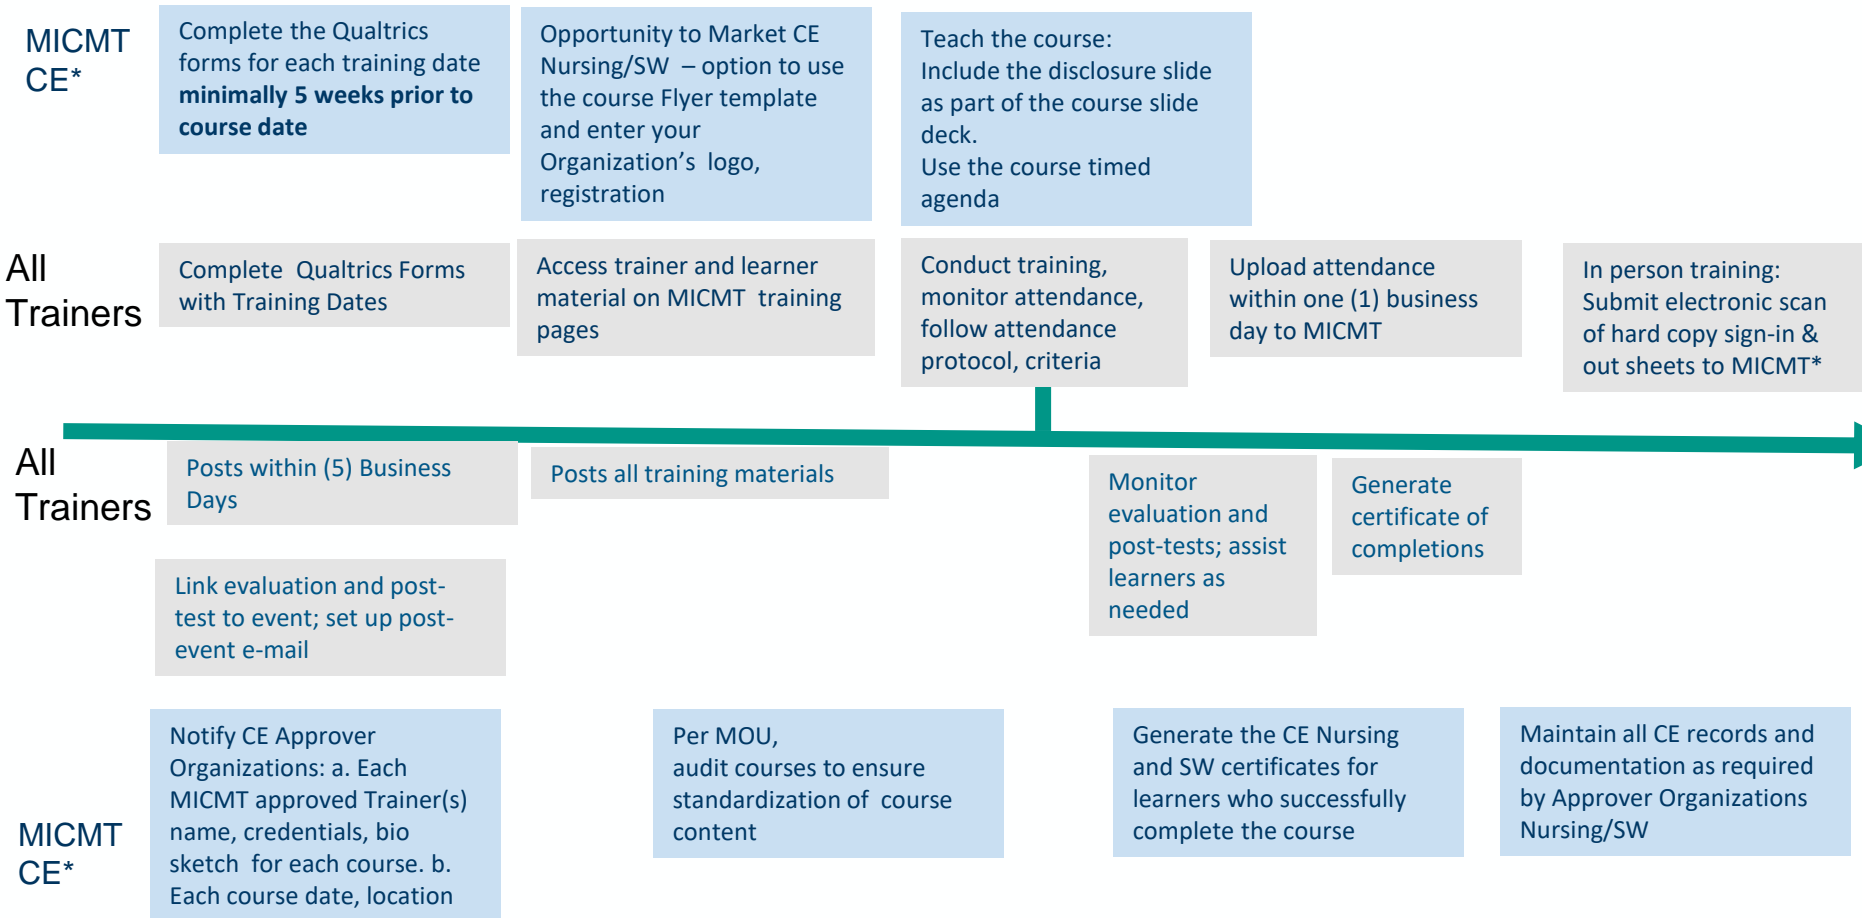 MICMT
CE*
Complete the Qualtrics
forms for each training date
minimally 5 weeks prior to
course date
Opportunity to Market CE
Nursing/SW – option to use
the course Flyer template
and enter your
Organization's logo,
registration
Teach the course:
Include the disclosure slide
as part of the course slide
deck.
Use the course timed
agenda
All
Trainers
Complete Qualtrics Forms
with Training Dates
Access trainer and learner
material on MICMT training
pages
Conduct training,
monitor attendance,
follow attendance
protocol, criteria
Upload attendance
within one (1) business
day to MICMT
In person training:
Submit electronic scan
of hard copy sign-in &
out sheets to MICMT*
All
Trainers
Posts within (5) Business
Days
Posts all training materials
Monitor
evaluation and
post-tests; assist
learners as
needed
Generate
certificate of
completions
Link evaluation and post-
test to event; set up post-
event e-mail
MICMT
CE*
Notify CE Approver
Organizations: a. Each
MICMT approved Trainer(s)
name, credentials, bio
sketch for each course. b.
Each course date, location
Per MOU,
audit courses to ensure
standardization of course
content
Generate the CE Nursing
and SW certificates for
learners who successfully
complete the course
Maintain all CE records and
documentation as required
by Approver Organizations
Nursing/SW